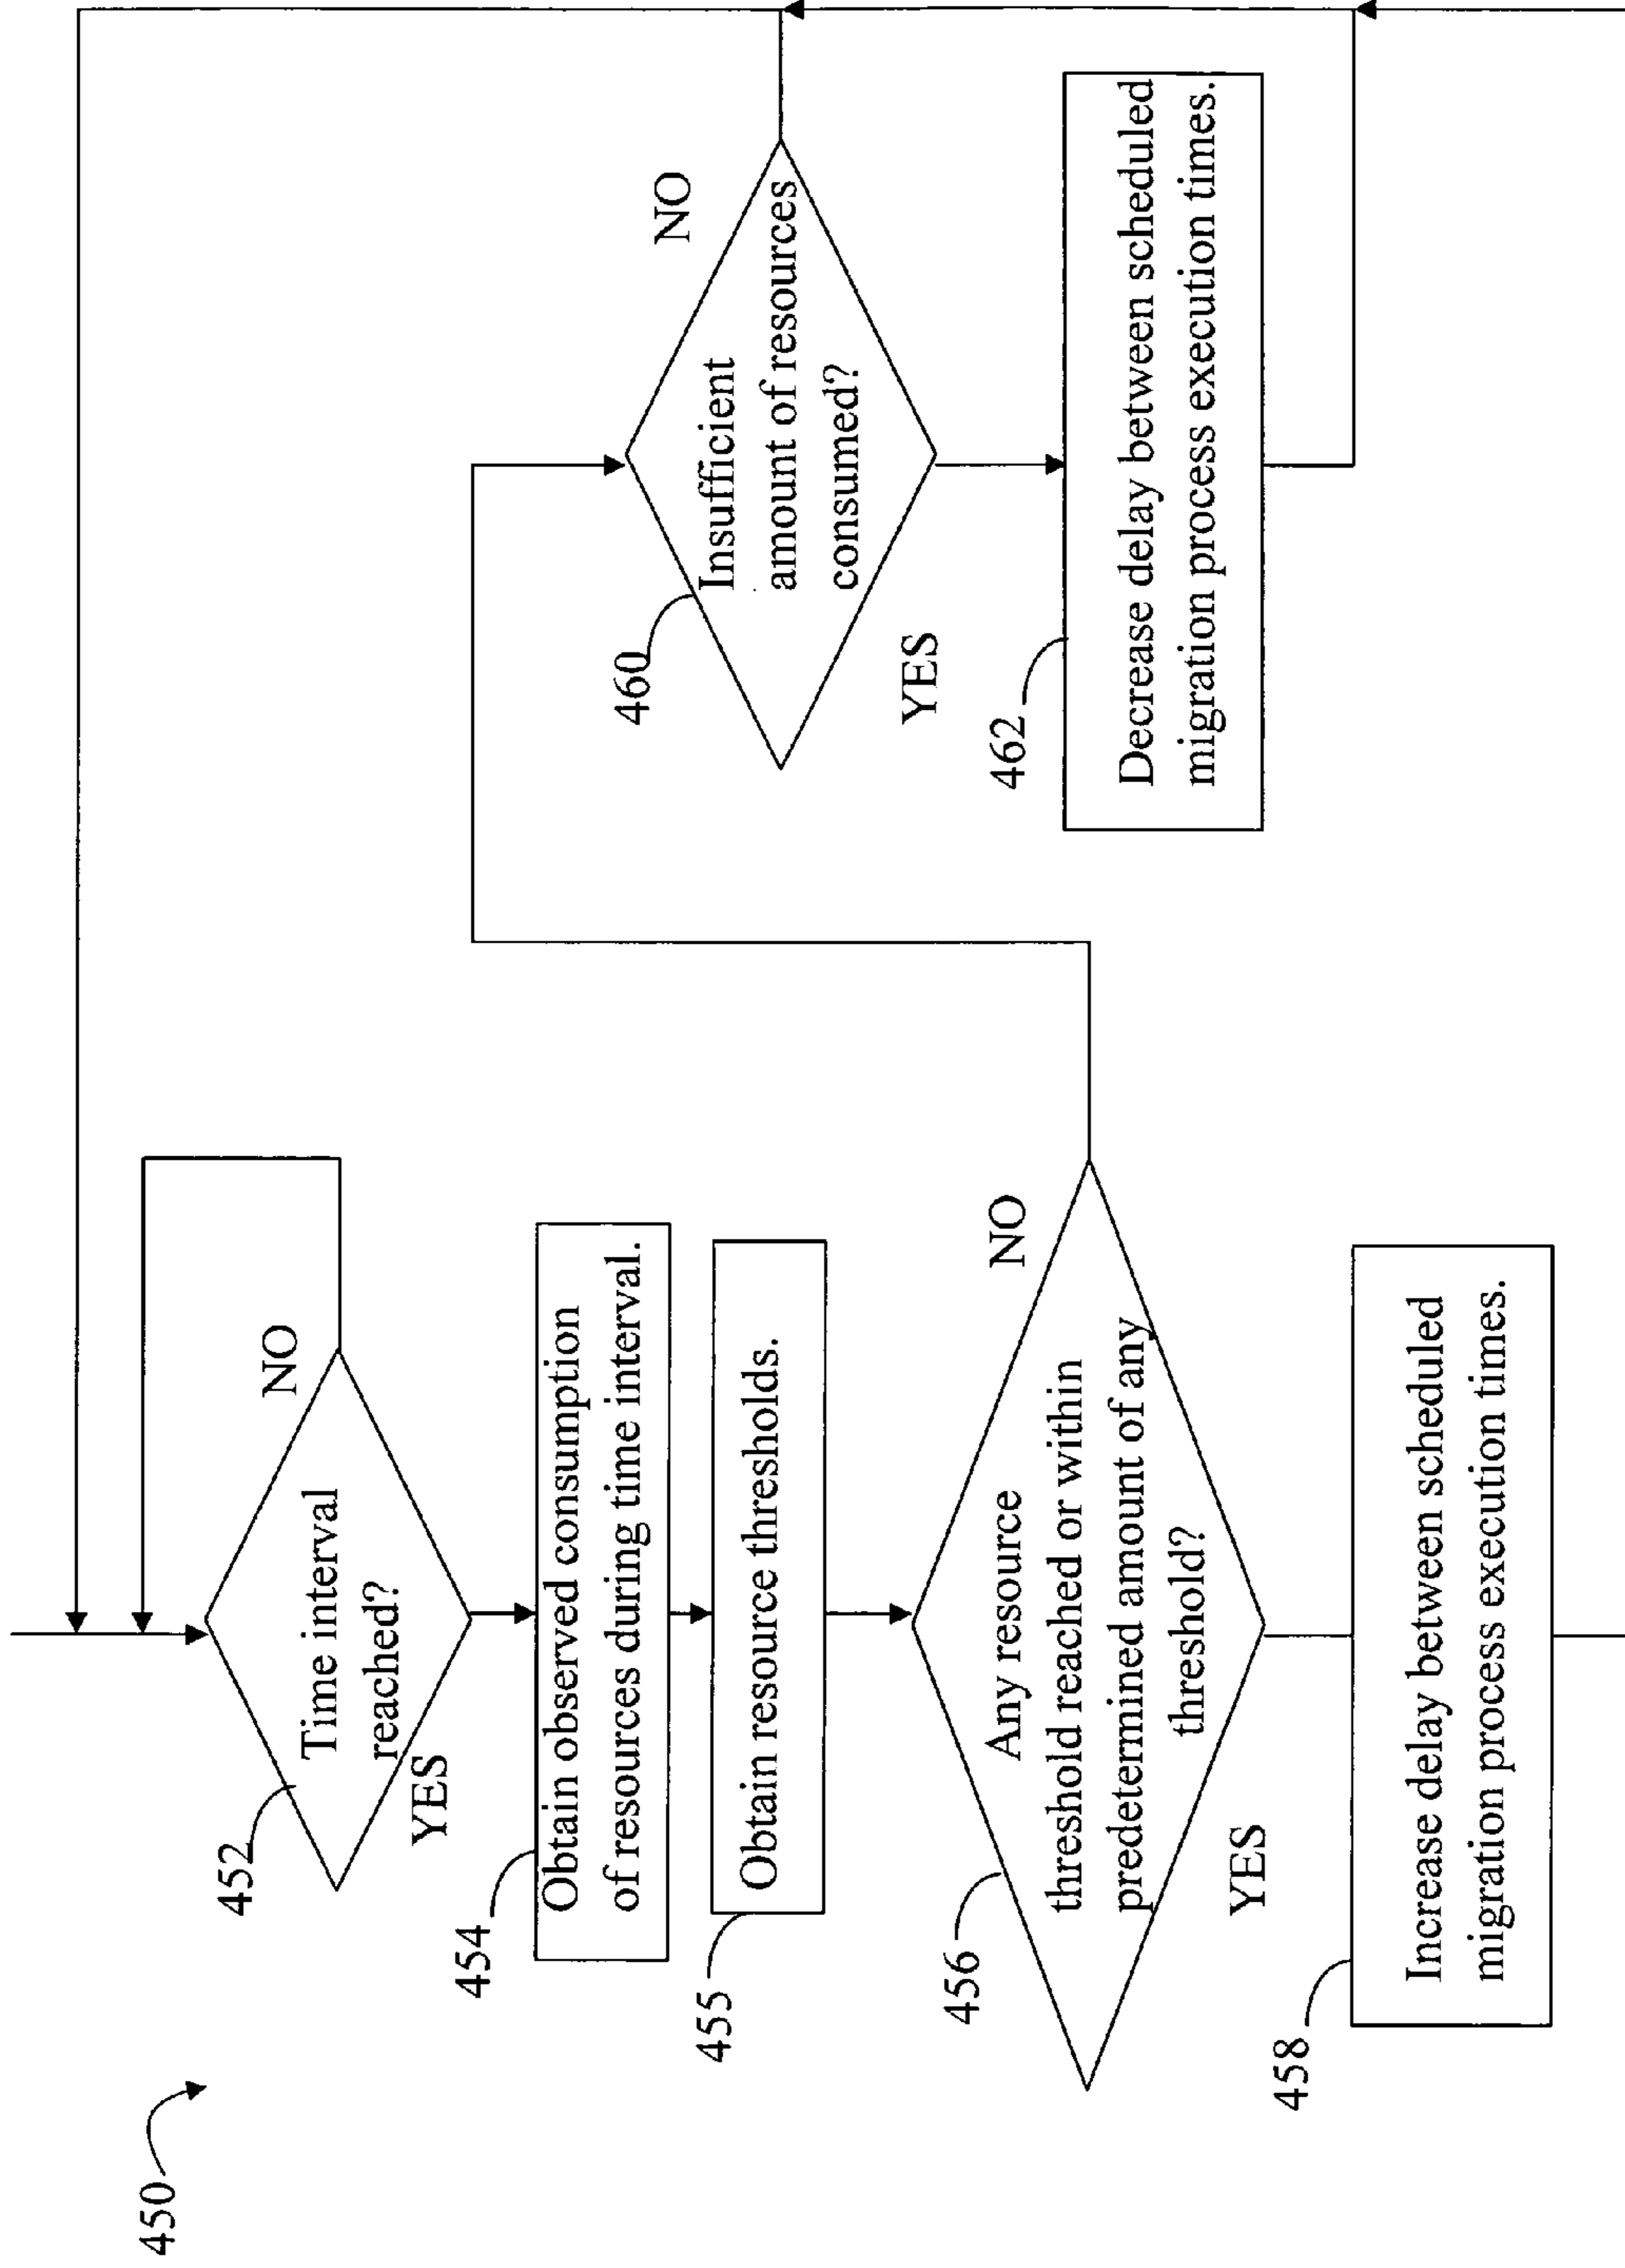 450
452
Time interval
reached?
NO
YES
454
Obtain observed consumption
of resources during time interval.
455
Obtain resource thresholds.
456
Any resource
threshold reached or within
predetermined amount of any
threshold?
NO
YES
458
Increase delay between scheduled
migration process execution times.
460
Insufficient
amount of resources
consumed?
NO
YES
462
Decrease delay between scheduled
migration process execution times.